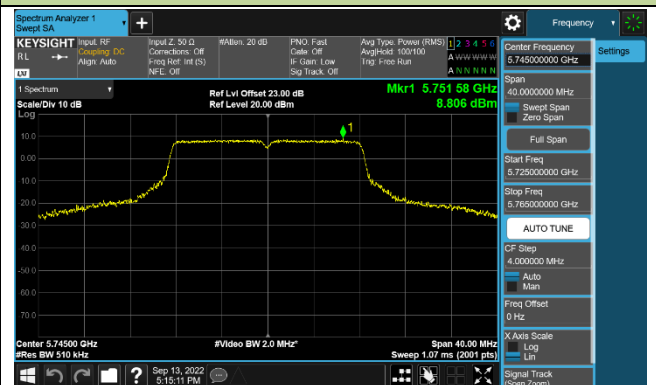 Spectrum Analyzer 1
Swept SA
Frequency
KEYSIGHT
RL
LXI
Input: RF
Coupling: DC
Align: Auto
Input Z: 50 Ω
Corrections: Off
Freq Ref: Int (S)
NFE: Off
#Atten: 20 dB
PNO: Fast
Gate: Off
IF Gain: Low
Sig Track: Off
Avg Type: Power (RMS)
Avg|Hold: 100/100
Trig: Free Run
1 2 3 4 5 6
A W W W W W
A N N N N N
1 Spectrum
Scale/Div 10 dB
Log
Ref Lvl Offset 23.00 dB
Ref Level 20.00 dBm
Mkr1 5.751 58 GHz
8.806 dBm
1
10.0
0.00
-10.0
-20.0
-30.0
-40.0
-50.0
-60.0
-70.0
Center 5.74500 GHz
#Res BW 510 kHz
#Video BW 2.0 MHz*
Span 40.00 MHz
Sweep 1.07 ms (2001 pts)
Center Frequency
5.745000000 GHz
Settings
Span
40.0000000 MHz
Swept Span
Zero Span
Full Span
Start Freq
5.725000000 GHz
Stop Freq
5.765000000 GHz
AUTO TUNE
CF Step
4.000000 MHz
Auto
Man
Freq Offset
0 Hz
X Axis Scale
Log
Lin
Signal Track
(Span Zoom)
?
Sep 13, 2022
5:15:11 PM